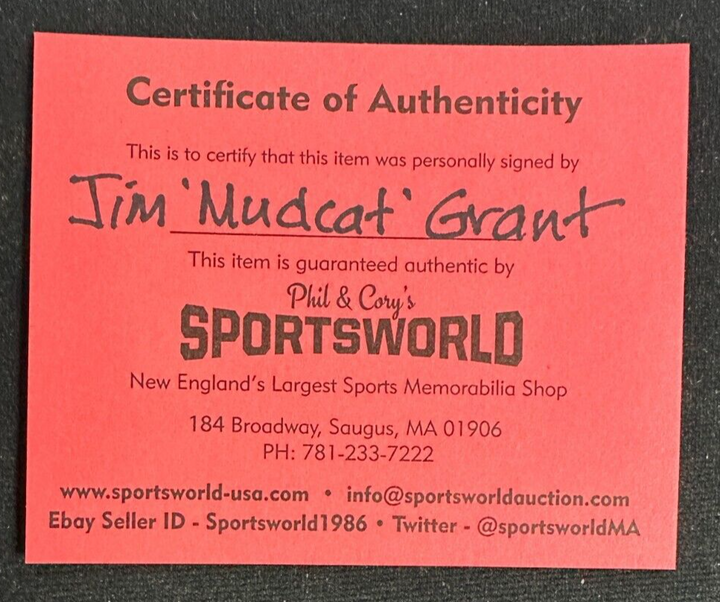 Certificate of Authenticity
This is to certify that this item was personally signed by
Jim 'Mudcat' Grant
This item is guaranteed authentic by
Phil & Cory's
SPORTSWORLD
New England's Largest Sports Memorabilia Shop
184 Broadway, Saugus, MA 01906
PH: 781-233-7222
www.sportsworld-usa.com • info@sportsworldauction.com
Ebay Seller ID - Sportsworld1986 • Twitter - @sportsworldMA